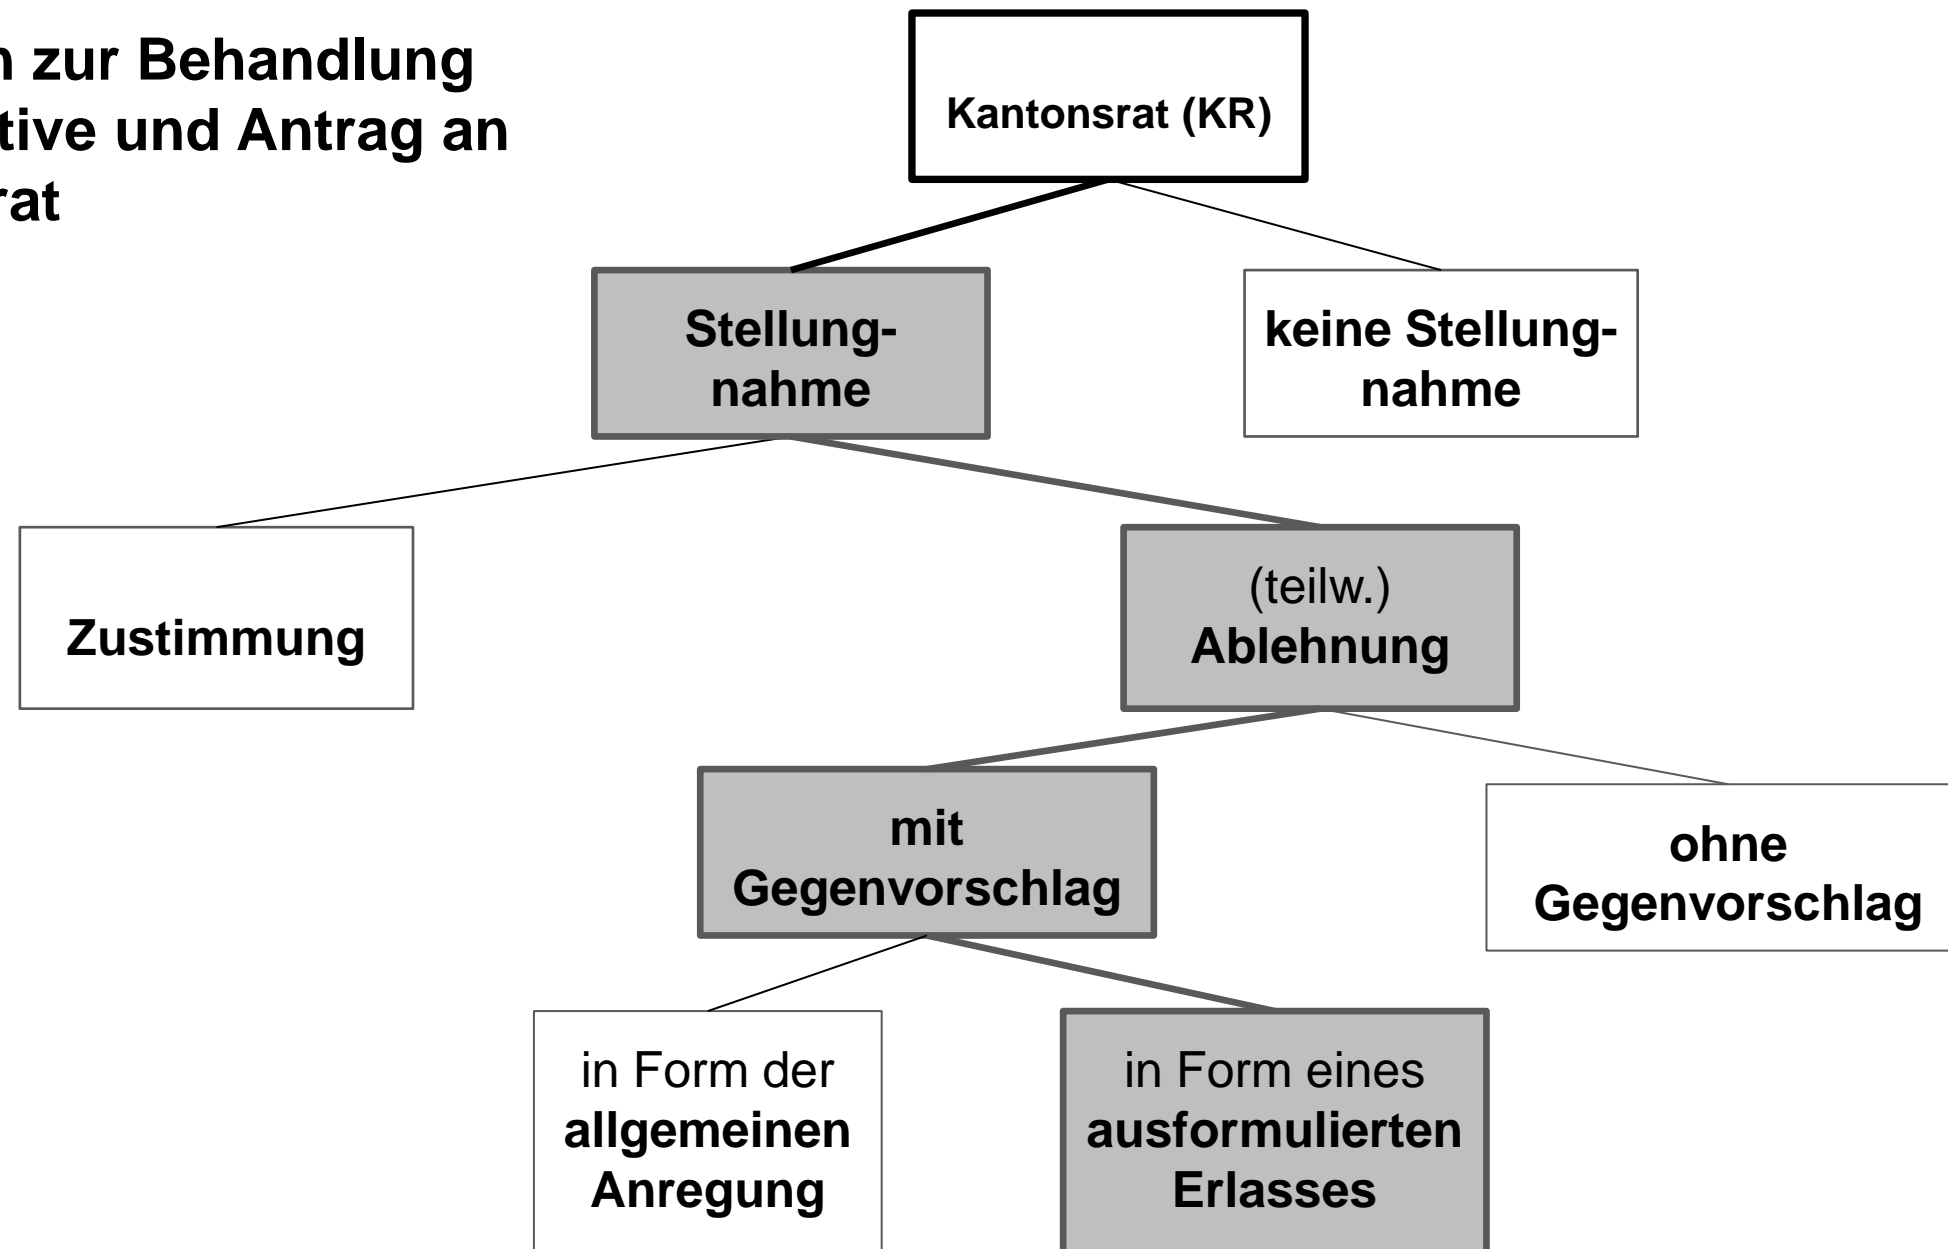 zur Behandlung
tive und Antrag an
rat
Kantonsrat (KR)
Stellung-
nahme
keine Stellung-
nahme
Zustimmung
(teilw.)
Ablehnung
mit
Gegenvorschlag
ohne
Gegenvorschlag
in Form der
allgemeinen
Anregung
in Form eines
ausformulierten
Erlasses